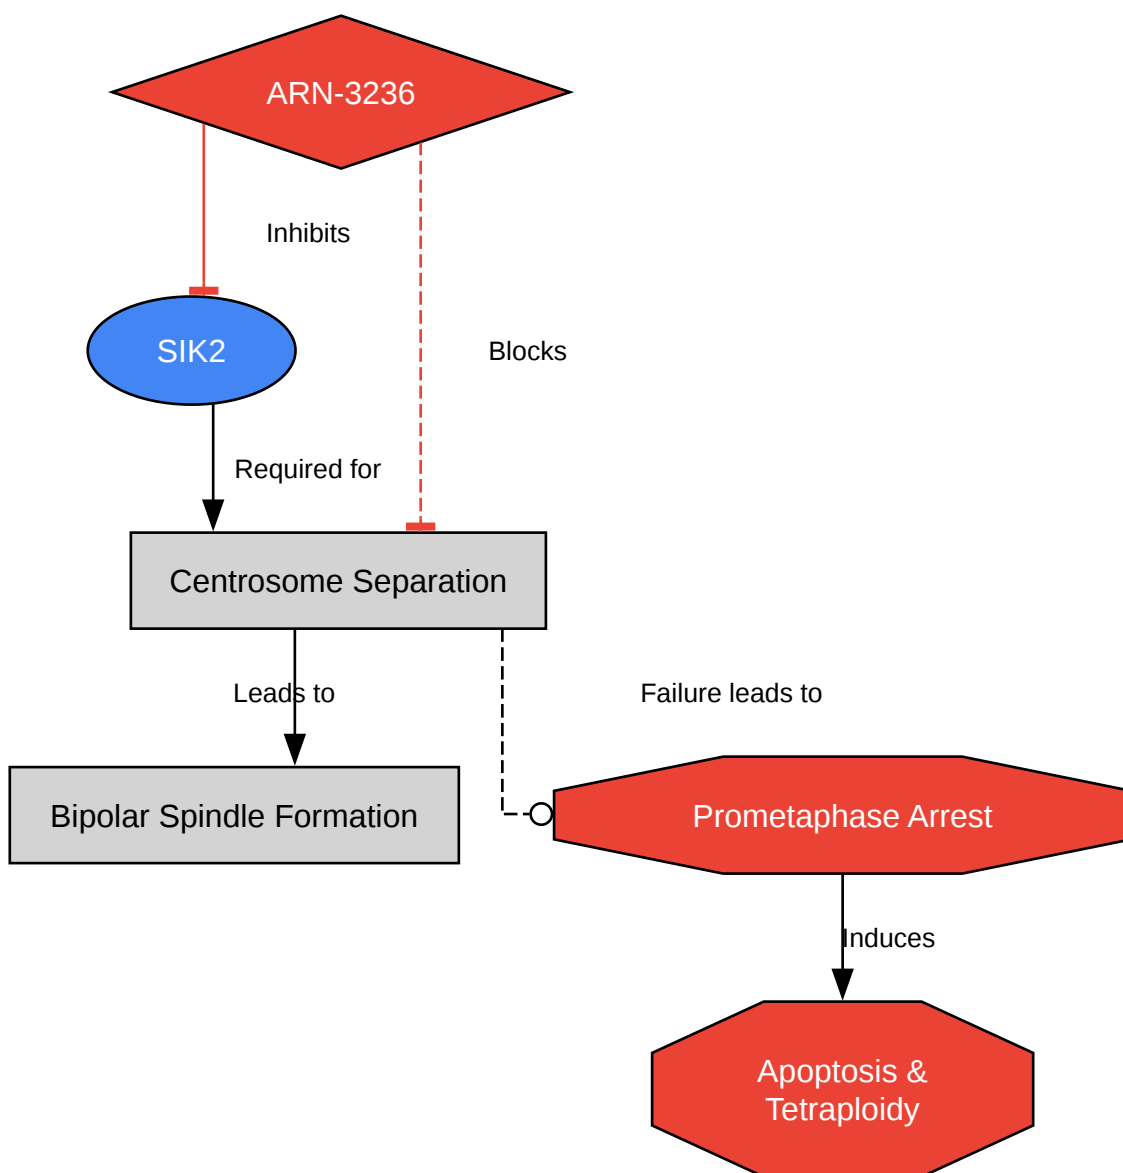 ARN-3236
Inhibits
SIK2
Blocks
Required for
Centrosome Separation
Leads to
Failure leads to
Bipolar Spindle Formation
Prometaphase Arrest
Induces
Apoptosis &
Tetraploidy